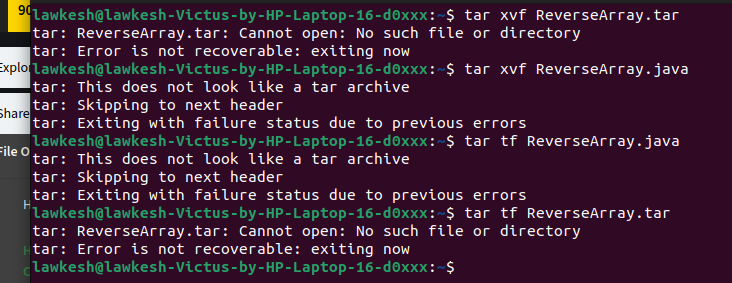 90
lawkesh@lawkesh-Victus-by-HP-Laptop-16-d0xxx:~$ tar xvf ReverseArray.tar
tar: ReverseArray.tar: Cannot open: No such file or directory
tar: Error is not recoverable: exiting now
Explor
lawkesh@lawkesh-Victus-by-HP-Laptop-16-d0xxx:~$ tar xvf ReverseArray.java
tar: This does not look like a tar archive
tar: Skipping to next header
Share
tar: Exiting with failure status due to previous errors
lawkesh@lawkesh-Victus-by-HP-Laptop-16-d0xxx:~$ tar tf ReverseArray.java
File O
tar: This does not look like a tar archive
tar: Skipping to next header
tar: Exiting with failure status due to previous errors
H
lawkesh@lawkesh-Victus-by-HP-Laptop-16-d0xxx:~$ tar tf ReverseArray.tar
tar: ReverseArray.tar: Cannot open: No such file or directory
tar: Error is not recoverable: exiting now
lawkesh@lawkesh-Victus-by-HP-Laptop-16-d0xxx:~$